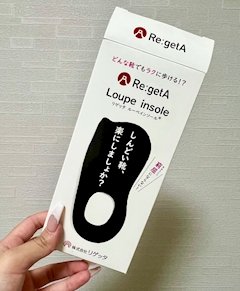 Re:getA
どんな靴でもラクに歩ける!?
Re:getA
Loupe insole
リゲッタ ルーペインソール®
しんどい靴、
楽にしましょか?
株式会社リゲッタ